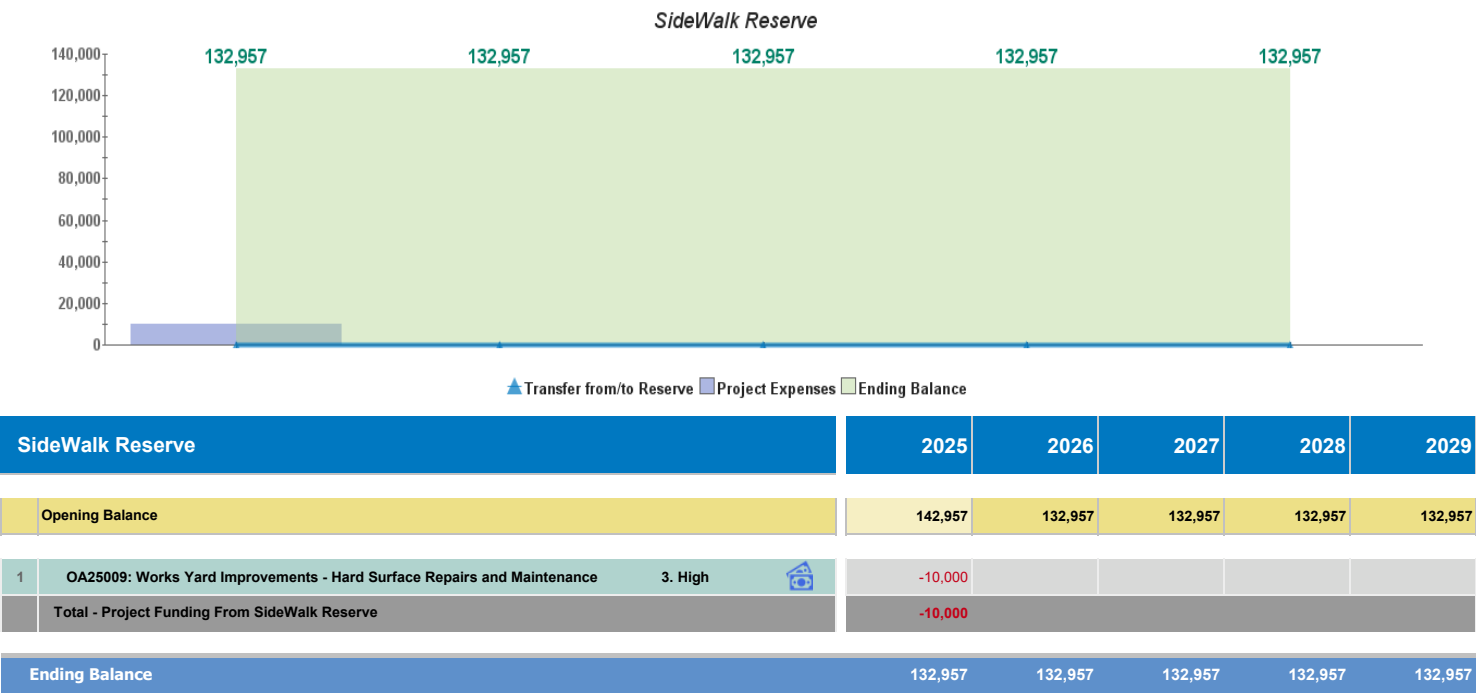 SideWalk Reserve
132,957 132,957 132,957 132,957 132,957
140,000
120,000
100,000
80,000
60,000
40,000
20,000
0
Transfer from/to Reserve Project Expenses Ending Balance
SideWalk Reserve 2025 2026 2027 2028 2029
Opening Balance 142,957 132,957 132,957 132,957 132,957
1 OA25009: Works Yard Improvements - Hard Surface Repairs and Maintenance 3. High -10,000
Total - Project Funding From SideWalk Reserve -10,000
Ending Balance 132,957 132,957 132,957 132,957 132,957